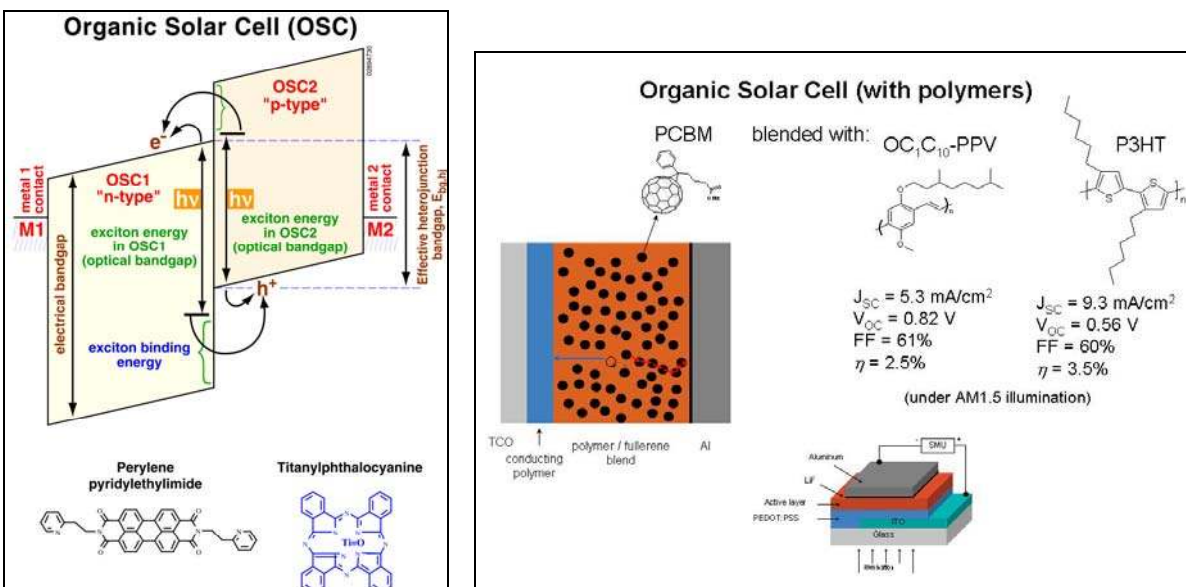 Organic Solar Cell (OSC)
OSC2
"p-type"
e⁻
OSC1
"n-type"
metal 1
contact
M1
metal 2
contact
M2
hν
hν
exciton energy
in OSC1
(optical bandgap)
exciton energy
in OSC2
(optical bandgap)
Effective heterojunction
bandgap, E_bg,hj
electrical bandgap
h⁺
exciton binding
energy
Perylene
pyridylethylimide
Titanylphthalocyanine
N
O
O
N
O
O
N
N
Ti=O
Organic Solar Cell (with polymers)
PCBM
blended with:
OC₁C₁₀-PPV
P3HT
J_SC = 5.3 mA/cm²
V_OC = 0.82 V
FF = 61%
η = 2.5%
J_SC = 9.3 mA/cm²
V_OC = 0.56 V
FF = 60%
η = 3.5%
(under AM1.5 illumination)
TCO
conducting
polymer
polymer / fullerene
blend
Al
SMU
Aluminum
LiF
Active layer
PEDOT: PSS
ITO
Glass